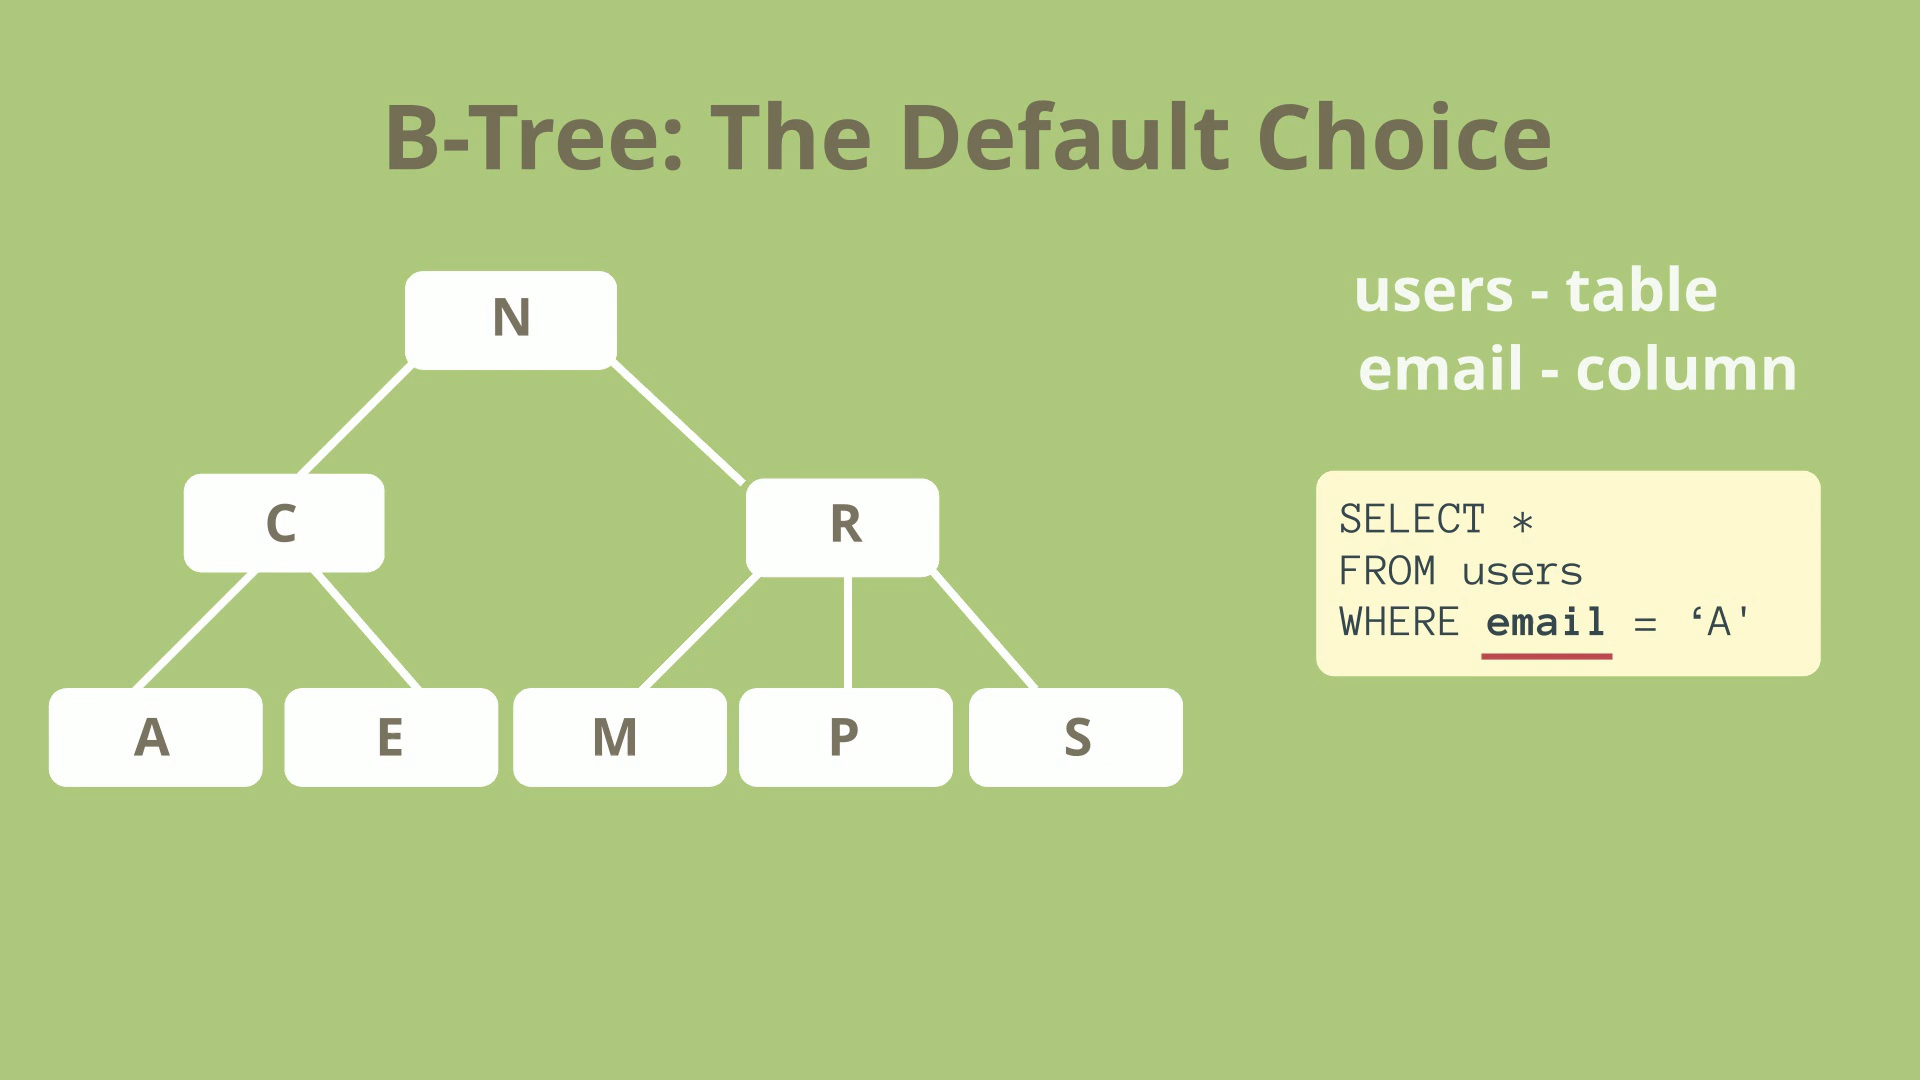 B-Tree: The Default Choice
N
C
R
A
E
M
P
S
users - table
email - column
SELECT *
FROM users
WHERE email = ‘A'